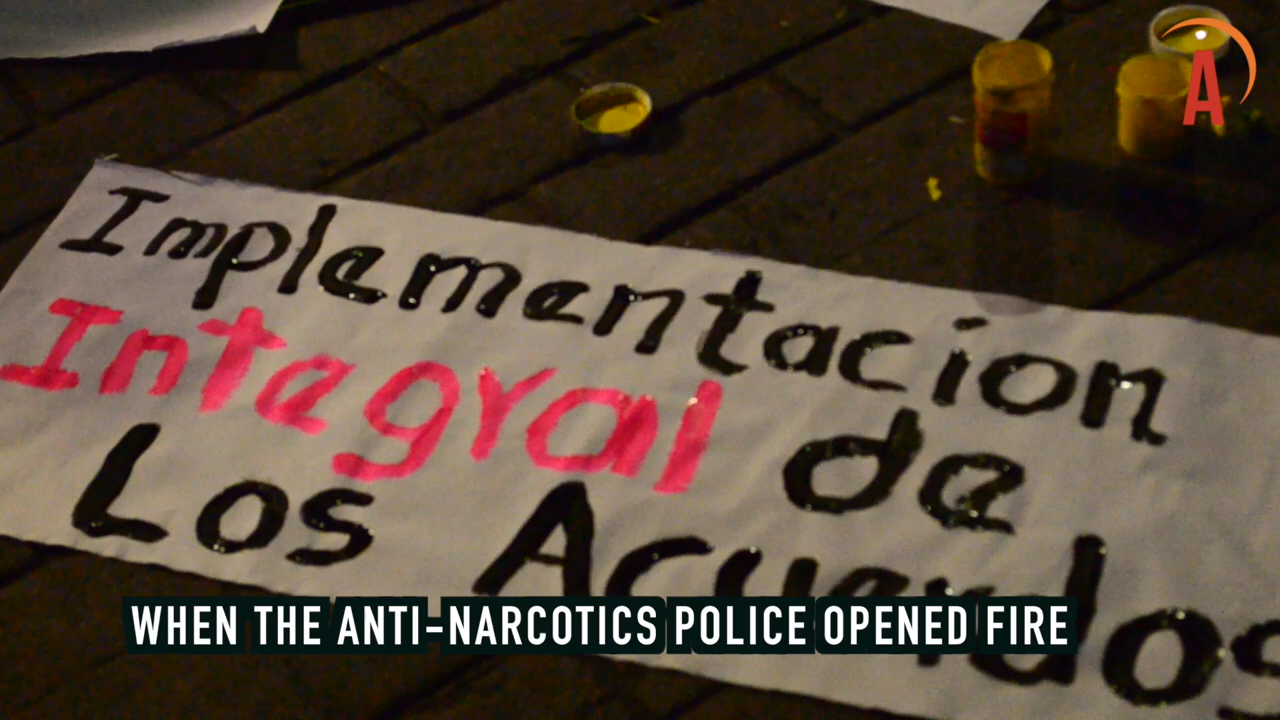 Implementacion
Integral de
Los Acuerdos
WHEN THE ANTI-NARCOTICS POLICE OPENED FIRE
A